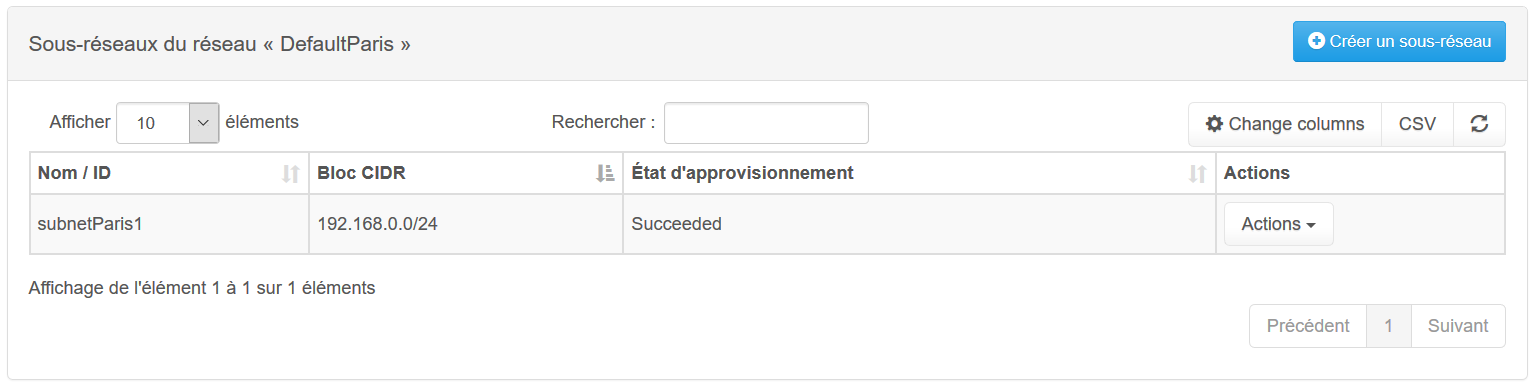 Sous-réseaux du réseau « DefaultParis »
Créer un sous-réseau
Afficher 10 éléments
Rechercher :
Change columns CSV
Nom / ID Bloc CIDR État d'approvisionnement Actions
subnetParis1 192.168.0.0/24 Succeeded Actions
Affichage de l'élément 1 à 1 sur 1 éléments
Précédent 1 Suivant